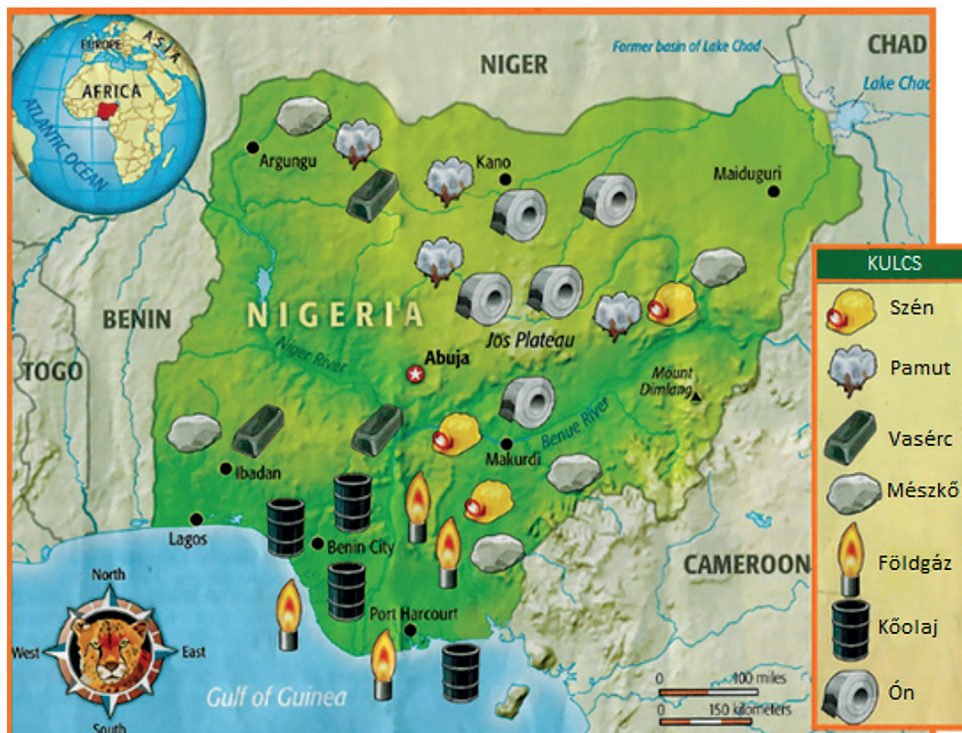 EUROPE
ASIA
AFRICA
ATLANTIC OCEAN
NIGER
Former basin of Lake Chad
CHAD
Lake Chad
Argungu
Kano
Maiduguri
BENIN
TOGO
NIGERIA
Jos Plateau
Niger River
Abuja
Mount
Dimlang
Benue River
Makurdi
Ibadan
Lagos
Benin City
Port Harcourt
CAMEROON
Gulf of Guinea
North
West
East
South
0 100 miles
0 150 kilometers
KULCS
Szén
Pamut
Vasérc
Mészkő
Földgáz
Kőolaj
Ón